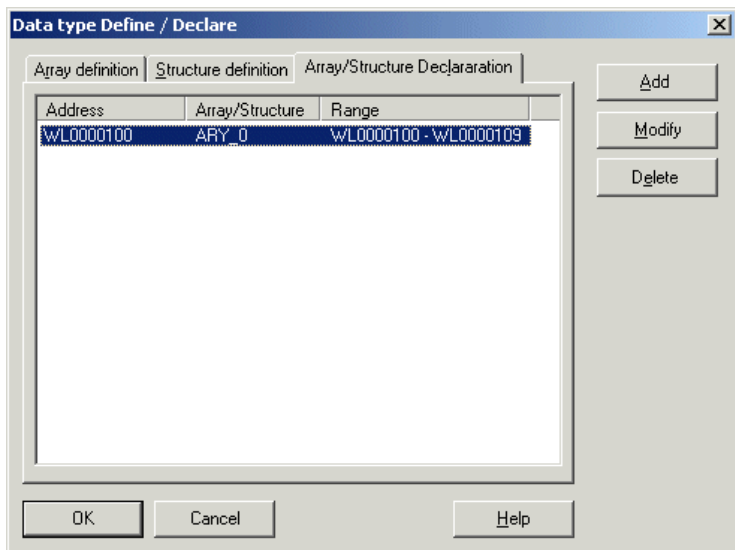 Data type Define / Declare
Array definition Structure definition Array/Structure Declararation
Add
Modify
Delete
Address Array/Structure Range
WL0000100 ARY_0 WL0000100 - WL0000109
OK Cancel Help